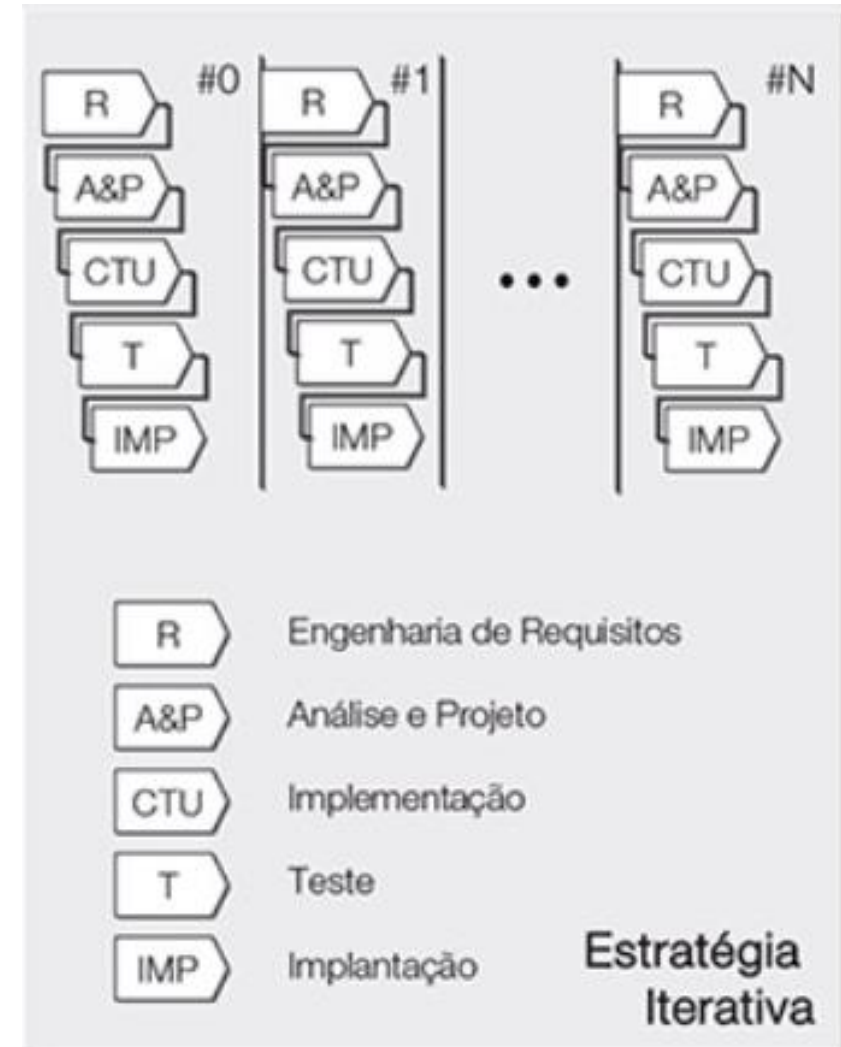 #0 #1 #N
R R R
A&P A&P A&P
CTU CTU CTU
T T T
IMP IMP IMP
R Engenharia de Requisitos
A&P Análise e Projeto
CTU Implementação
T Teste
IMP Implantação
Estratégia
Iterativa